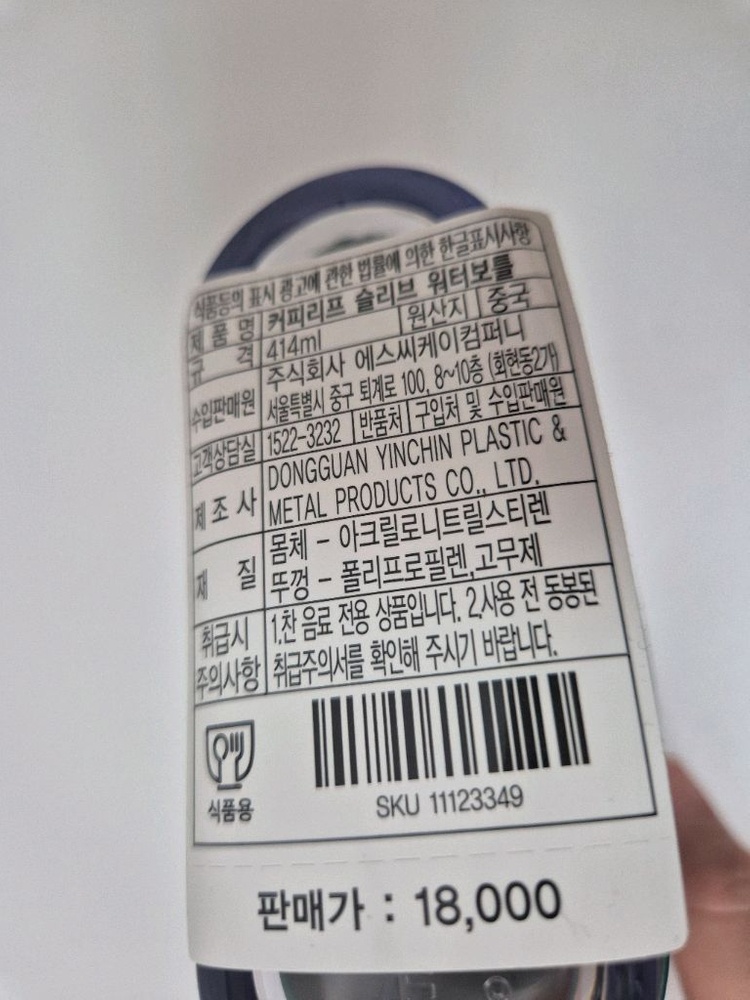 식품등의 표시 광고에 관한 법률에 의한 한글표시사항
제 품 명 커피리프 슬리브 워터보틀
규 격 414ml 원산지 중국
수입판매원 주식회사 에스씨케이컴퍼니
서울특별시 중구 퇴계로 100, 8~10층 (회현동2가)
고객상담실 1522-3232 반품처 구입처 및 수입판매원
제 조 사 DONGGUAN YINCHIN PLASTIC &
METAL PRODUCTS CO., LTD.
재 질 몸체 - 아크릴로니트릴스티렌
뚜껑 - 폴리프로필렌,고무제
취급시 주의사항 1.찬 음료 전용 상품입니다. 2.사용 전 동봉된
취급주의서를 확인해 주시기 바랍니다.
식품용
SKU 11123349
판매가 : 18,000